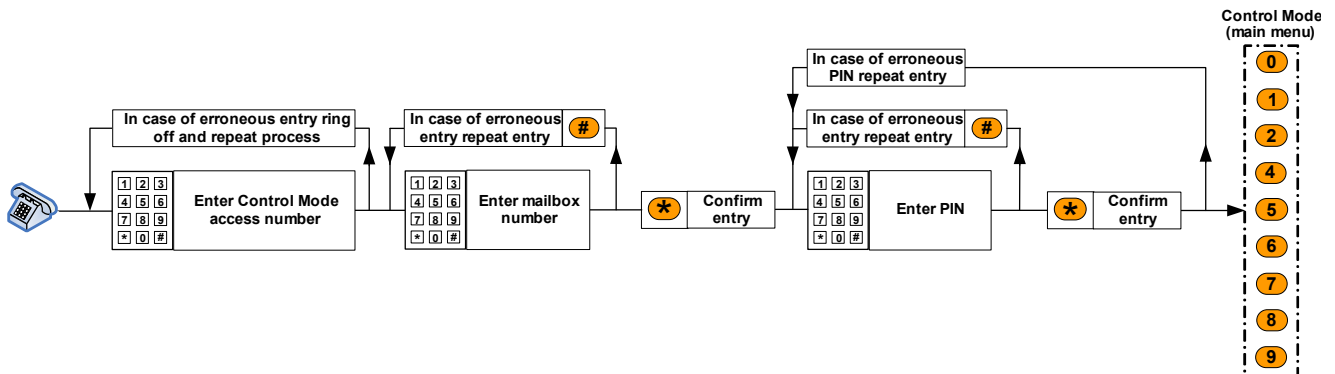 Control Mode
(main menu)
In case of erroneous
PIN repeat entry
In case of erroneous entry ring
off and repeat process
In case of erroneous
entry repeat entry
#
In case of erroneous
entry repeat entry
#
1 2 3
4 5 6
7 8 9
* 0 #
Enter Control Mode
access number
1 2 3
4 5 6
7 8 9
* 0 #
Enter mailbox
number
*
Confirm
entry
1 2 3
4 5 6
7 8 9
* 0 #
Enter PIN
*
Confirm
entry
0
1
2
4
5
6
7
8
9